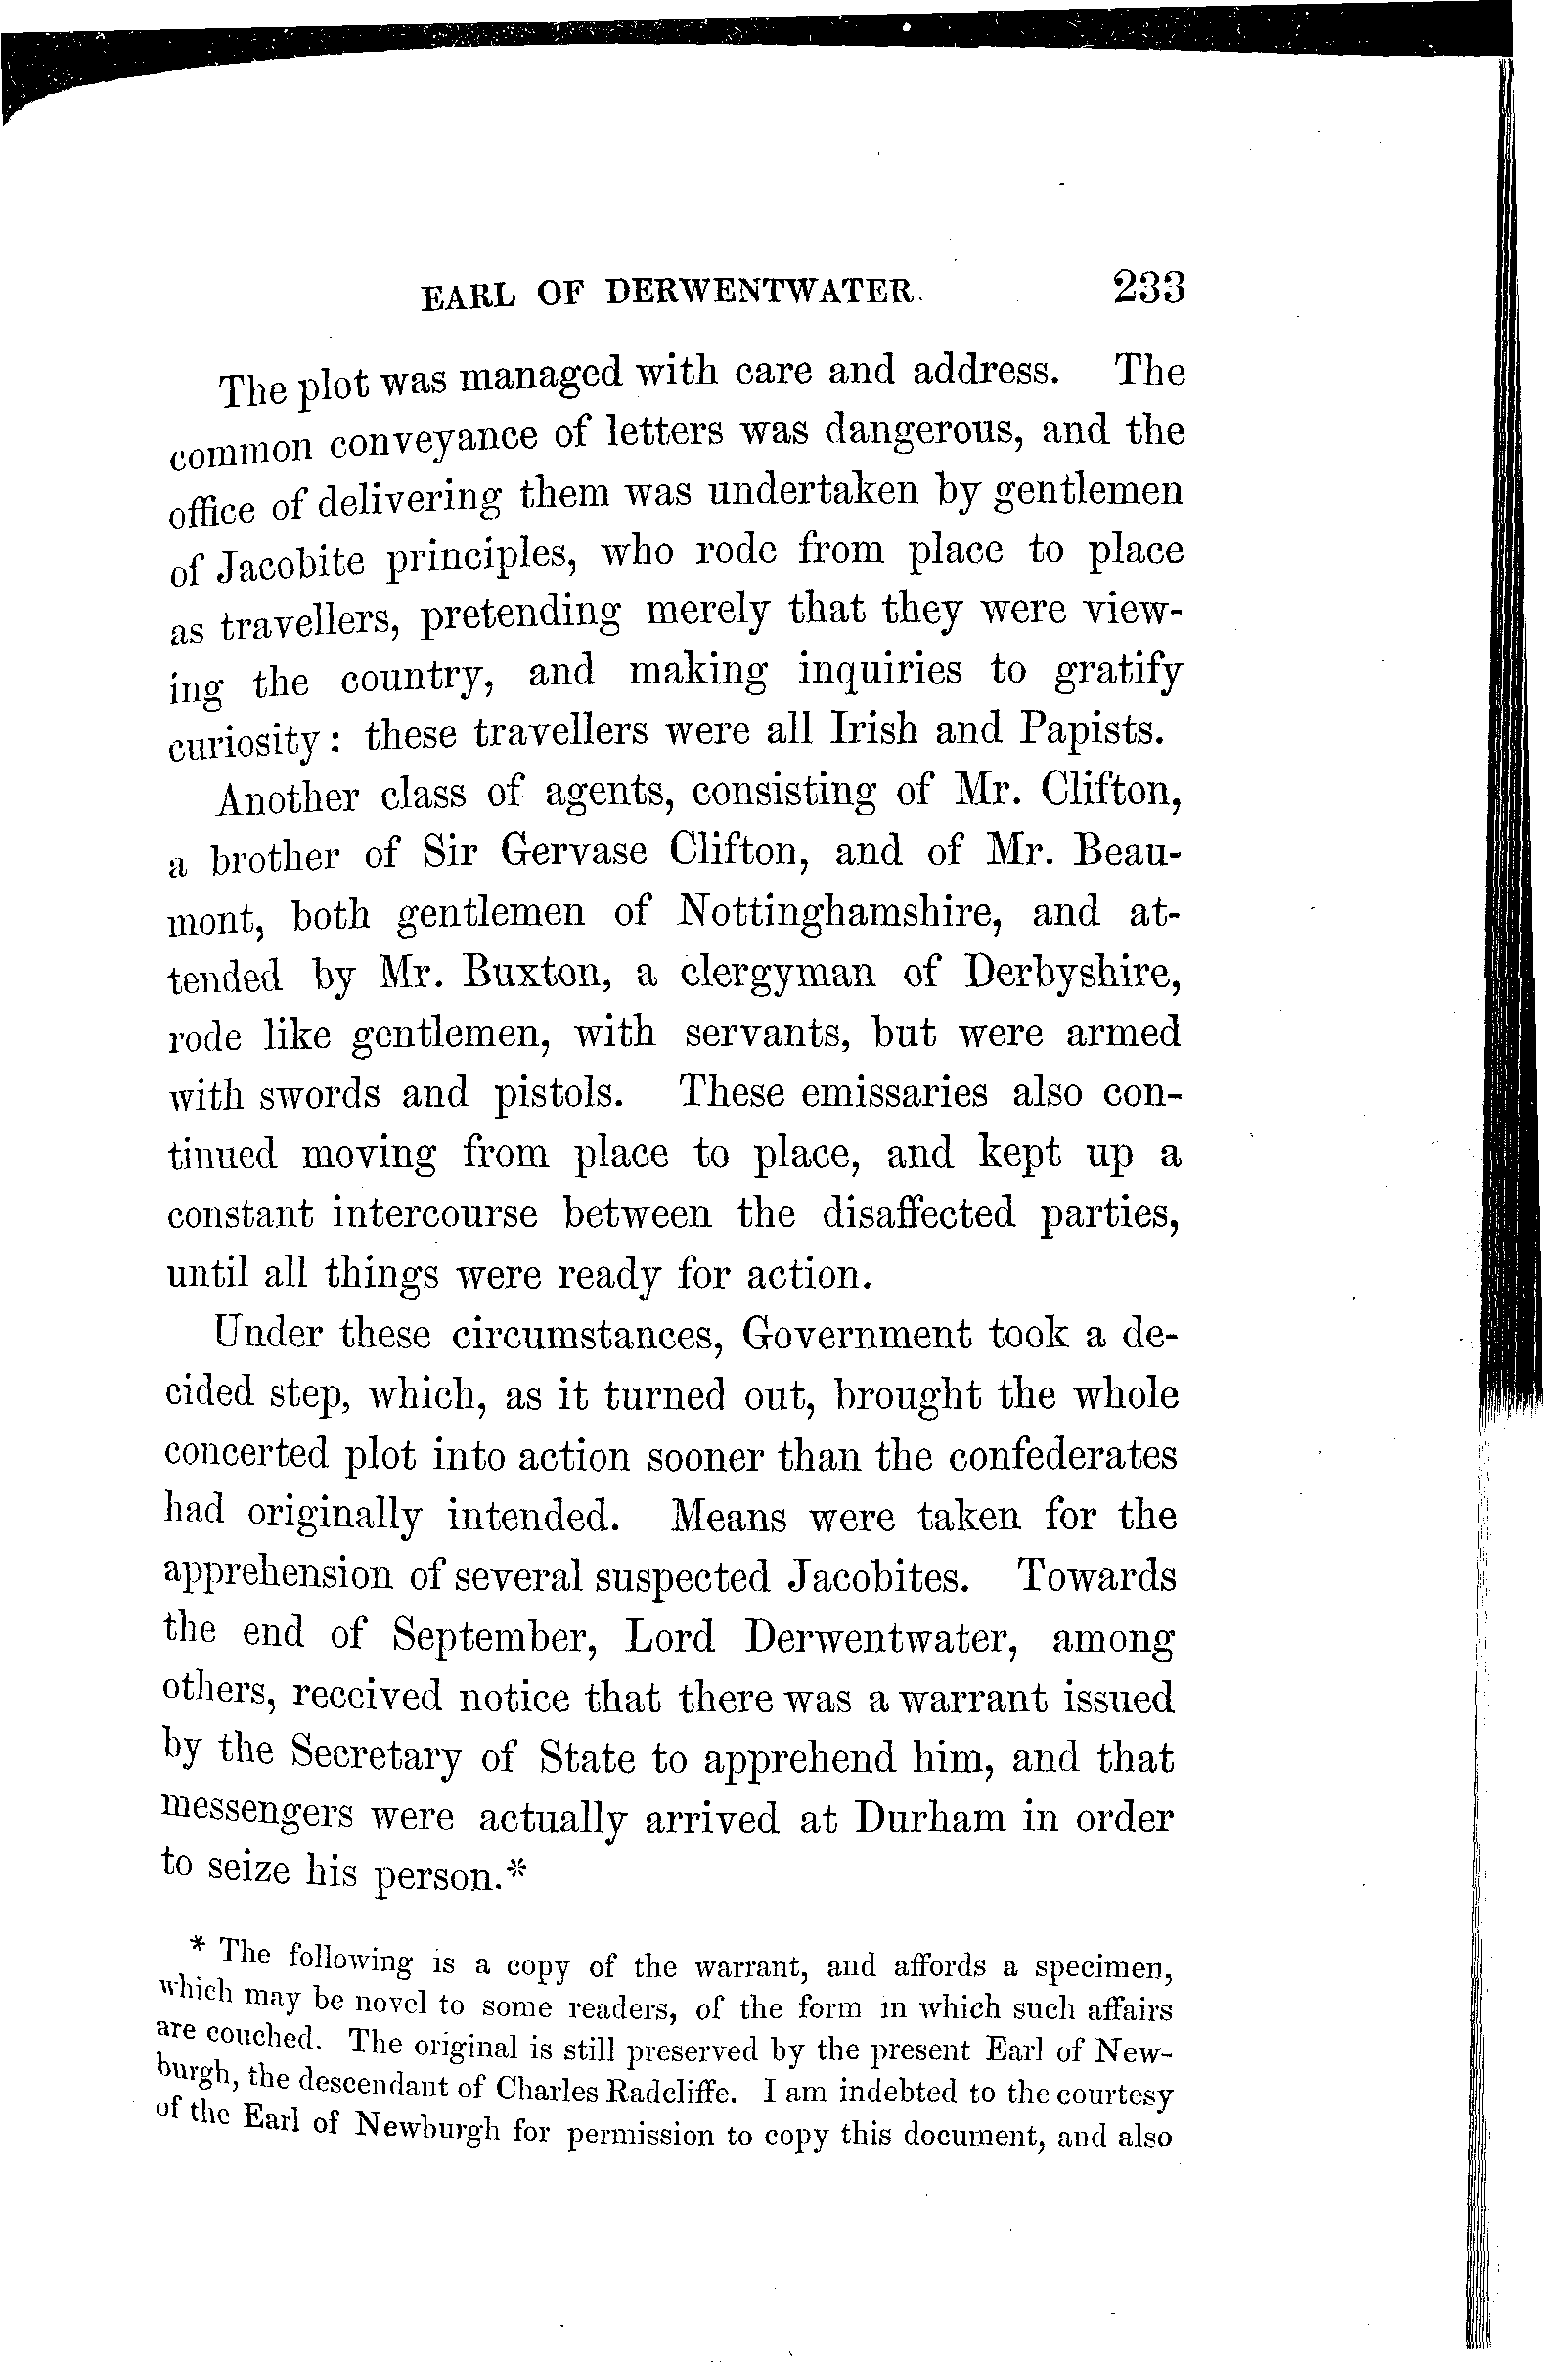 EARL OF DERWENTWATER. 233
The plot was managed with care and address. The
common conveyance of letters was dangerous, and the
office of delivering them was undertaken by gentlemen
of Jacobite principles, who rode from place to place
as travellers, pretending merely that they were view-
ing the country, and making inquiries to gratify
curiosity: these travellers were all Irish and Papists.
Another class of agents, consisting of Mr. Clifton,
a brother of Sir Gervase Clifton, and of Mr. Beau-
mont, both gentlemen of Nottinghamshire, and at-
tended by Mr. Buxton, a clergyman of Derbyshire,
rode like gentlemen, with servants, but were armed
with swords and pistols. These emissaries also con-
tinued moving from place to place, and kept up a
constant intercourse between the disaffected parties,
until all things were ready for action.
Under these circumstances, Government took a de-
cided step, which, as it turned out, brought the whole
concerted plot into action sooner than the confederates
had originally intended. Means were taken for the
apprehension of several suspected Jacobites. Towards
the end of September, Lord Derwentwater, among
others, received notice that there was a warrant issued
by the Secretary of State to apprehend him, and that
messengers were actually arrived at Durham in order
to seize his person.*
* The following is a copy of the warrant, and affords a specimen,
which may be novel to some readers, of the form in which such affairs
are couched. The original is still preserved by the present Earl of New-
burgh, the descendant of Charles Radcliffe. I am indebted to the courtesy
of the Earl of Newburgh for permission to copy this document, and also